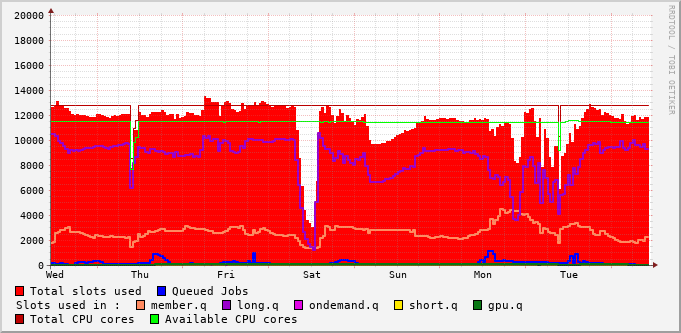 20000
18000
16000
14000
12000
10000
8000
6000
4000
2000
0
Wed Thu Fri Sat Sun Mon Tue
RRDTOOL / TOBI OETIKER
Total slots used Queued Jobs
Slots used in : member.q long.q ondemand.q short.q gpu.q
Total CPU cores Available CPU cores